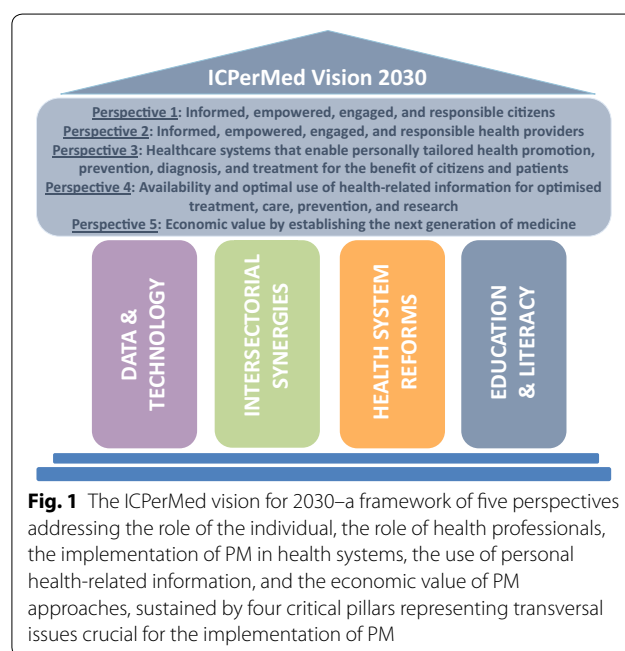 ICPerMed Vision 2030
Perspective 1: Informed, empowered, engaged, and responsible citizens
Perspective 2: Informed, empowered, engaged, and responsible health providers
Perspective 3: Healthcare systems that enable personally tailored health promotion,
prevention, diagnosis, and treatment for the benefit of citizens and patients
Perspective 4: Availability and optimal use of health-related information for optimised
treatment, care, prevention, and research
Perspective 5: Economic value by establishing the next generation of medicine
DATA &
TECHNOLOGY
INTERSECTORIAL
SYNERGIES
HEALTH SYSTEM
REFORMS
EDUCATION
& LITERACY
Fig. 1 The ICPerMed vision for 2030–a framework of five perspectives
addressing the role of the individual, the role of health professionals,
the implementation of PM in health systems, the use of personal
health-related information, and the economic value of PM
approaches, sustained by four critical pillars representing transversal
issues crucial for the implementation of PM